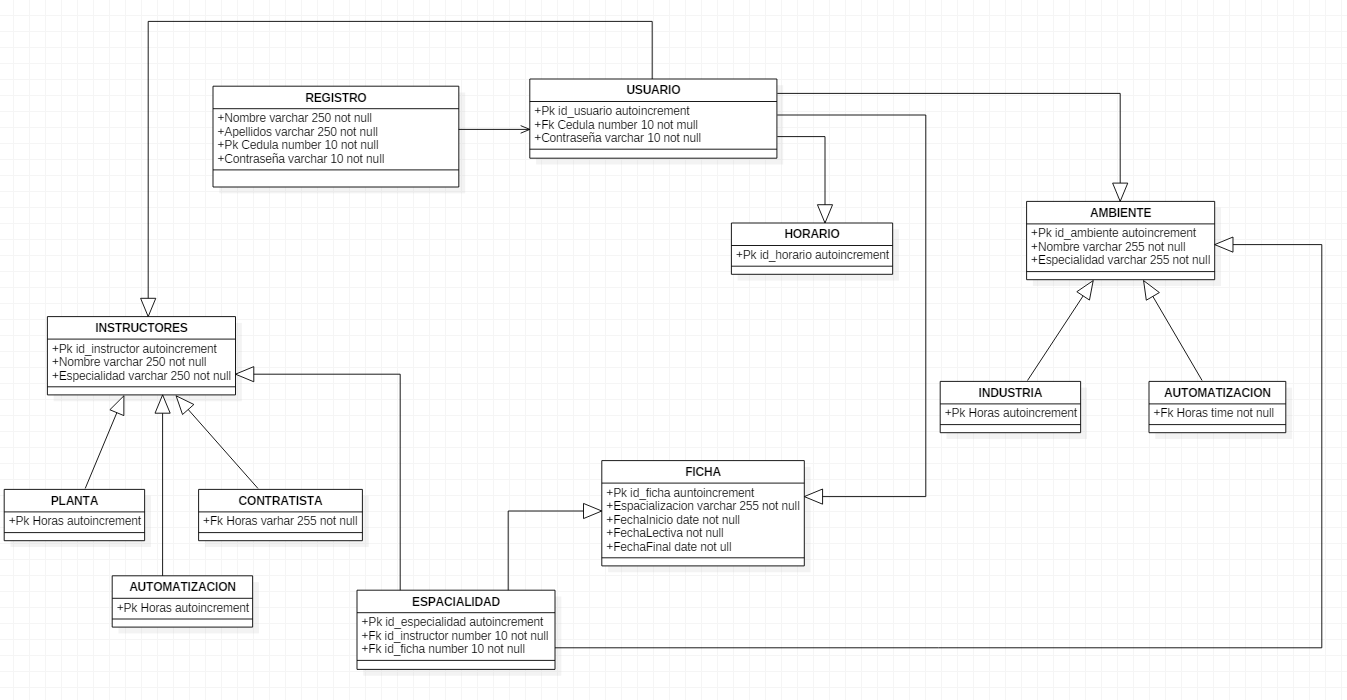 REGISTRO
+Nombre varchar 250 not null
+Apellidos varchar 250 not null
+Pk Cedula number 10 not null
+Contraseña varchar 10 not null
USUARIO
+Pk id_usuario autoincrement
+Fk Cedula number 10 not mull
+Contraseña varchar 10 not null
HORARIO
+Pk id_horario autoincrement
AMBIENTE
+Pk id_ambiente autoincrement
+Nombre varchar 255 not null
+Especialidad varchar 255 not null
INSTRUCTORES
+Pk id_instructor autoincrement
+Nombre varchar 250 not null
+Especialidad varchar 250 not null
INDUSTRIA
+Pk Horas autoincrement
AUTOMATIZACION
+Fk Horas time not null
PLANTA
+Pk Horas autoincrement
CONTRATISTA
+Fk Horas varhar 255 not null
FICHA
+Pk id_ficha auntoincrement
+Espacializacion varchar 255 not null
+FechaInicio date not null
+FechaLectiva not null
+FechaFinal date not ull
AUTOMATIZACION
+Pk Horas autoincrement
ESPACIALIDAD
+Pk id_especialidad autoincrement
+Fk id_instructor number 10 not null
+Fk id_ficha number 10 not null